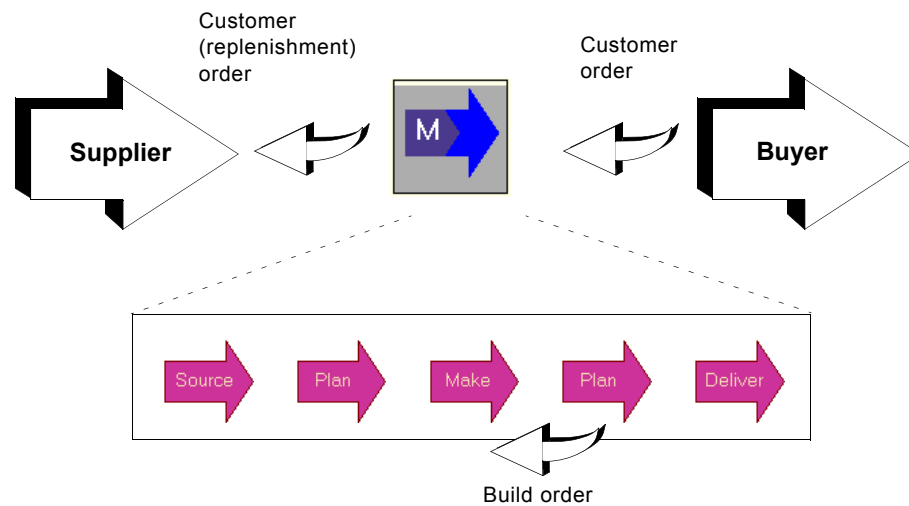 Customer
(replenishment)
order
Customer
order
Supplier
M
Buyer
Source
Plan
Make
Plan
Deliver
Build order